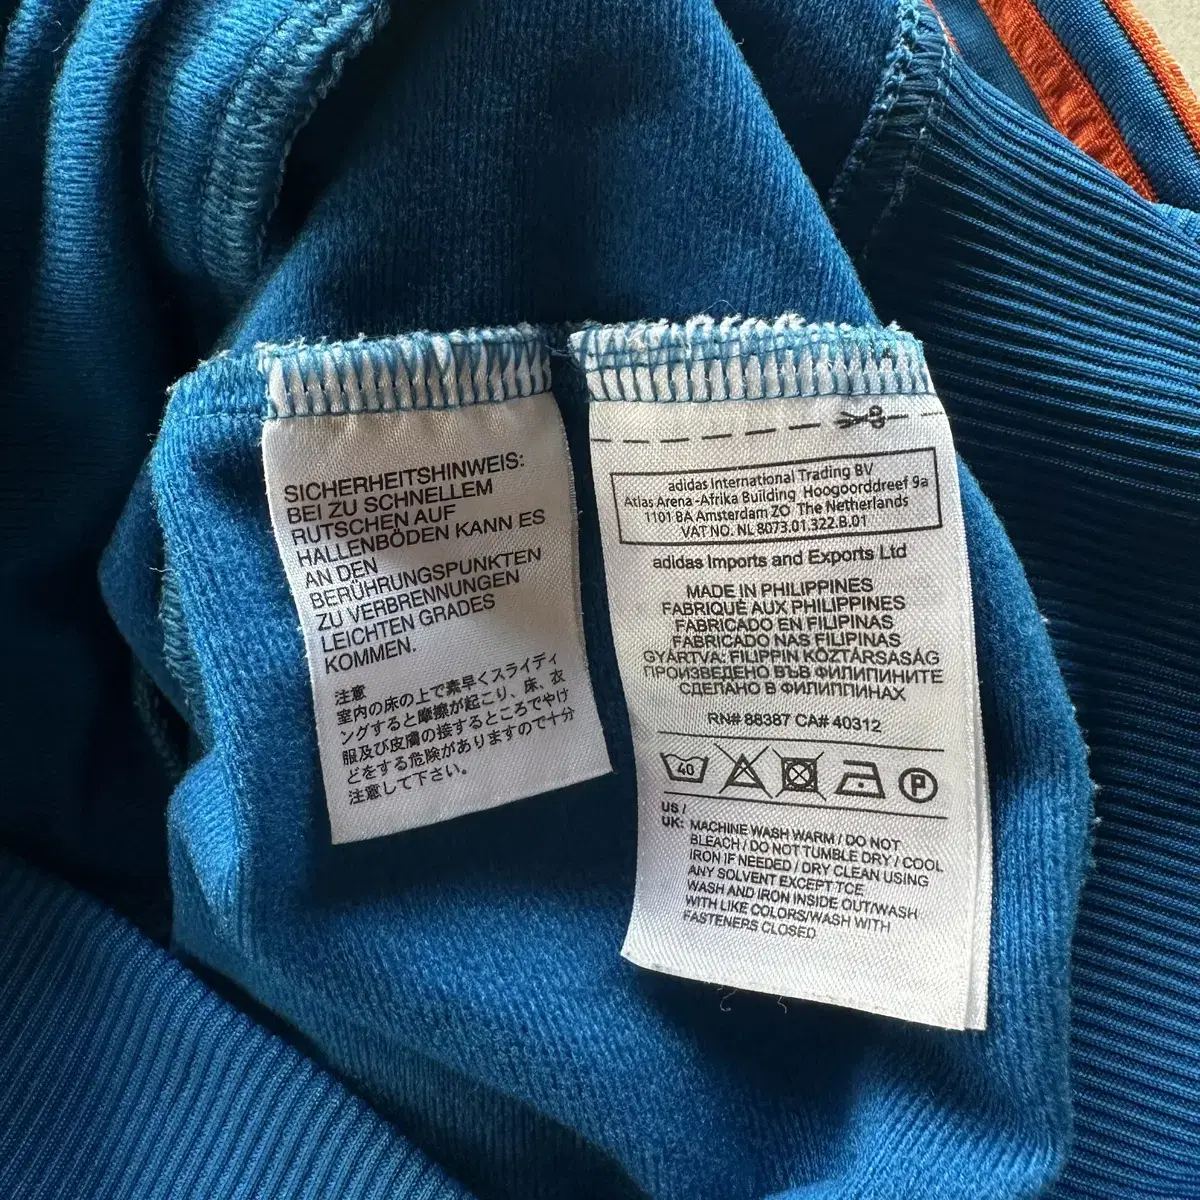 SICHERHEITSHINWEIS:
BEI ZU SCHNELLEM
RUTSCHEN AUF
HALLENBÖDEN KANN ES
AN DEN
BERÜHRUNGSPUNKTEN
ZU VERBRENNUNGEN
LEICHTEN GRADES
KOMMEN.
注意
室内の床の上で素早くスライディ
ングすると摩擦が起こり、床、衣
服及び皮膚の接するところでやけ
どをする危険がありますので十分
注意して下さい。
adidas International Trading BV
Atlas Arena -Afrika Building Hoogoorddreef 9a
1101 BA Amsterdam ZO The Netherlands
VAT NO. NL 8073.01.322.B.01
adidas Imports and Exports Ltd
MADE IN PHILIPPINES
FABRIQUÉ AUX PHILIPPINES
FABRICADO EN FILIPINAS
FABRICADO NAS FILIPINAS
GYÁRTVA: FILIPPIN KÖZTÁRSASÁG
ПРОИЗВЕДЕНО ВЪВ ФИЛИПИНИТЕ
СДЕЛАНО В ФИЛИППИНАХ
RN# 88387 CA# 40312
40 P
US /
UK: MACHINE WASH WARM / DO NOT
BLEACH / DO NOT TUMBLE DRY / COOL
IRON IF NEEDED / DRY CLEAN USING
ANY SOLVENT EXCEPT TCE
WASH AND IRON INSIDE OUT/WASH
WITH LIKE COLORS/WASH WITH
FASTENERS CLOSED